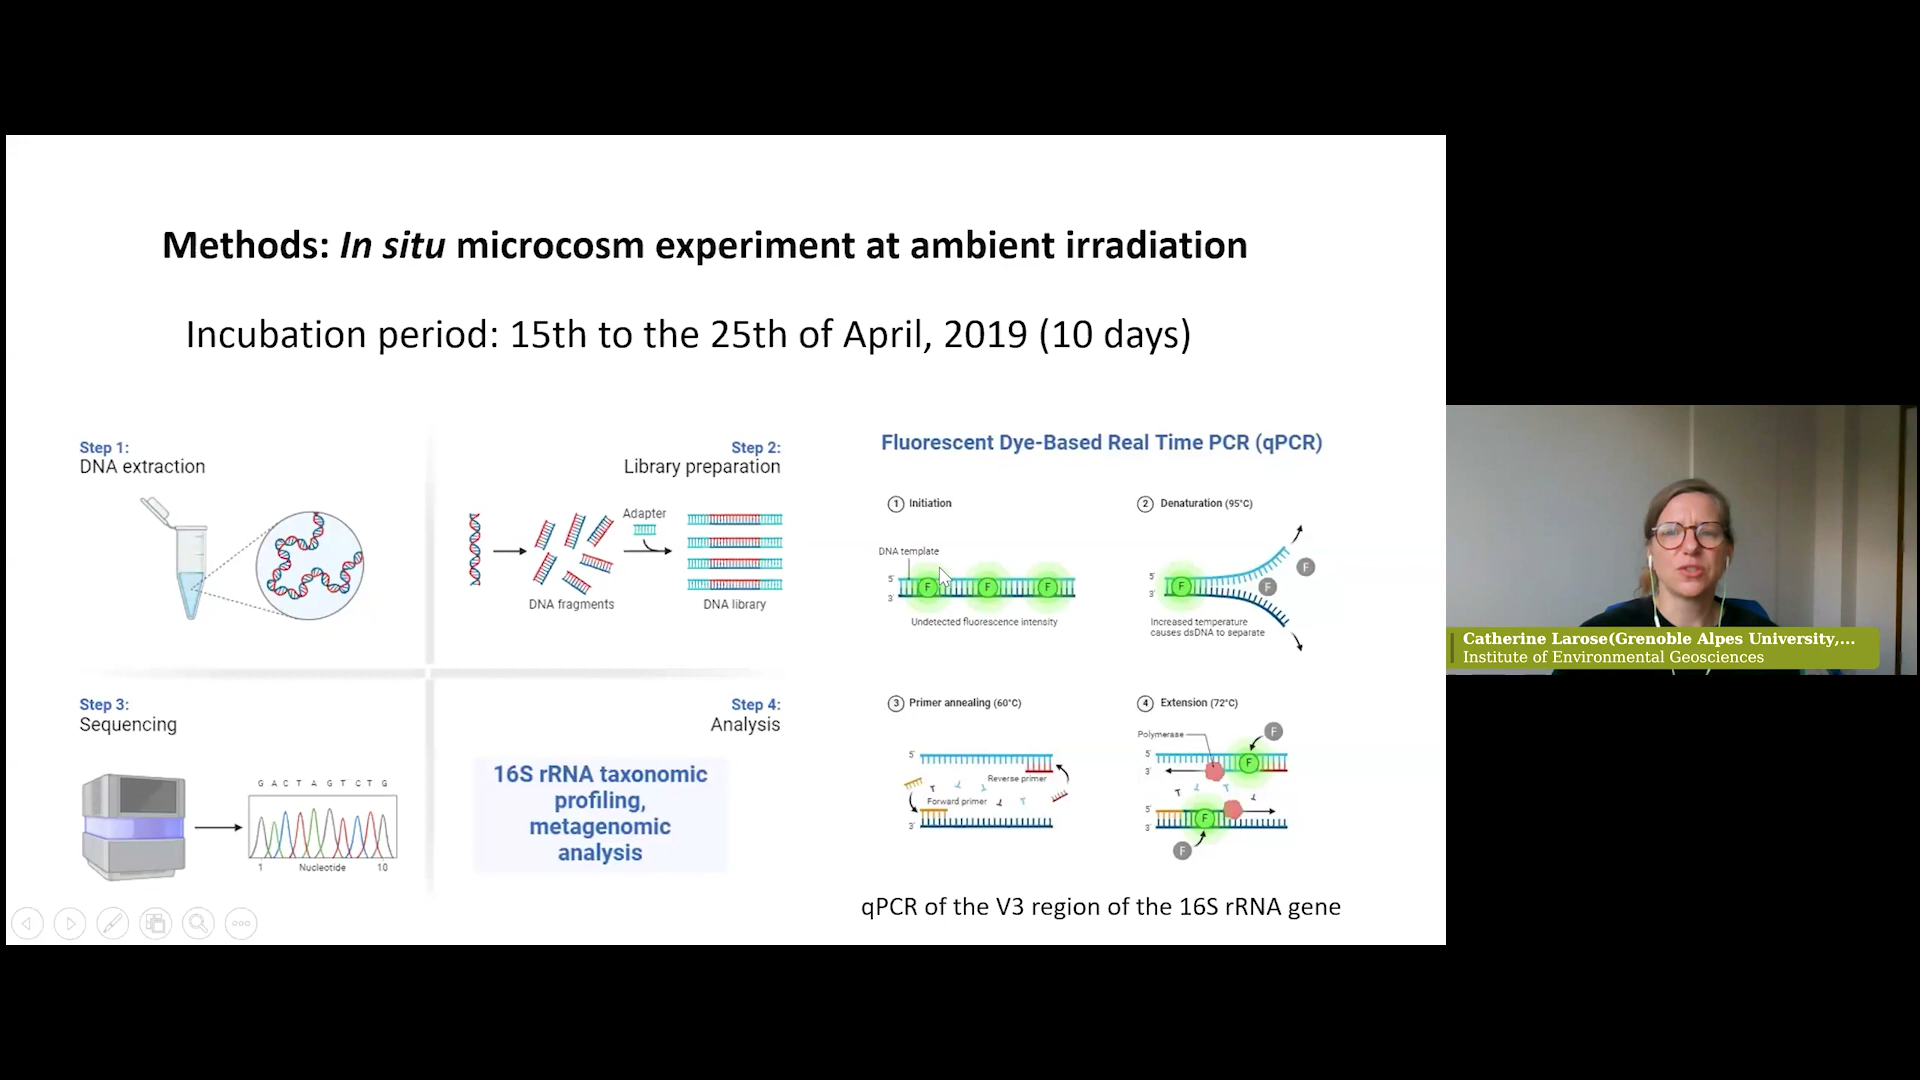 Methods: In situ microcosm experiment at ambient irradiation
Incubation period: 15th to the 25th of April, 2019 (10 days)
Step 1:
DNA extraction
Step 2:
Library preparation
Adapter
DNA fragments
DNA library
Step 3:
Sequencing
G A C T A G T C T G
1 Nucleotide 10
Step 4:
Analysis
16S rRNA taxonomic
profiling,
metagenomic
analysis
Fluorescent Dye-Based Real Time PCR (qPCR)
1 Initiation
DNA template
5'
F F F
3'
Undetected fluorescence intensity
2 Denaturation (95°C)
F
5'
F F
3'
Increased temperature
causes dsDNA to separate
3 Primer annealing (60°C)
5'
Reverse primer
Forward primer
3'
4 Extension (72°C)
Polymerase
F
5'
F
3'
5'
F
3'
F
qPCR of the V3 region of the 16S rRNA gene
Catherine Larose(Grenoble Alpes University,...
Institute of Environmental Geosciences